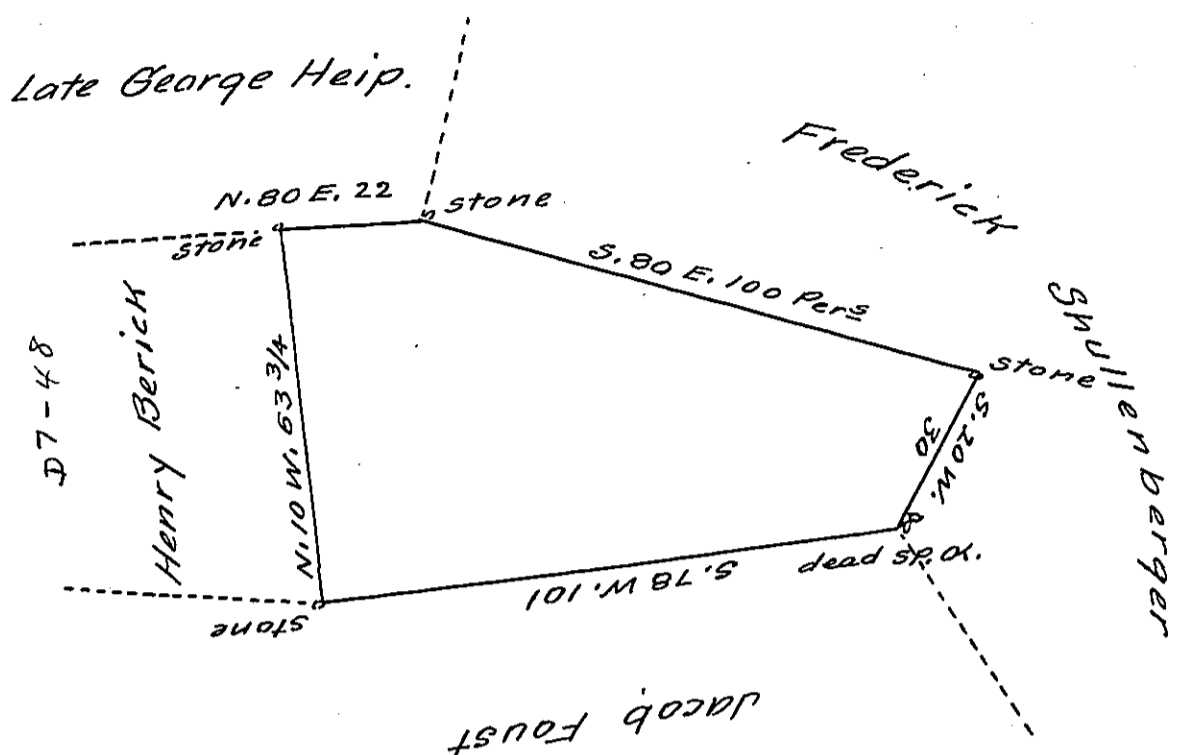 Late George Heip.
Frederick
Shullenberger
N. 80 E. 22
stone
stone
S. 80 E. 100 Pers
stone
S. 20 W.
30
dead sp. o.
S. 78 W. 101
stone
N. 10 W. 63 3/4
Henry Berick
D7-48
Jacob Foust